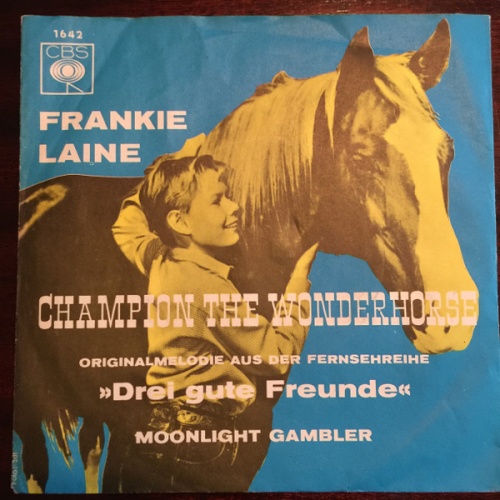 1642
CBS
FRANKIE
LAINE
CHAMPION THE WONDERHORSE
ORIGINALMELODIE AUS DER FERNSEHREIHE
»Drei gute Freunde«
MOONLIGHT GAMBLER